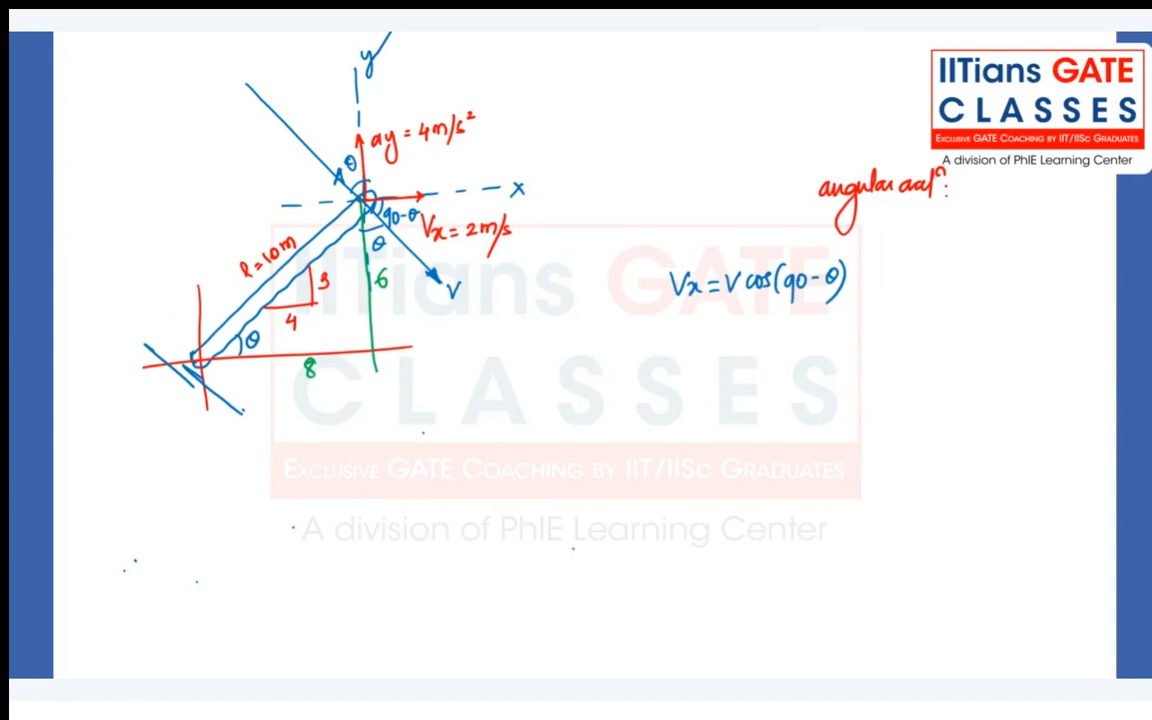 IITians GATE
CLASSES
EXCLUSIVE GATE COACHING BY IIT/IISC GRADUATES
A division of PhIE Learning Center
y
ay = 4m/s²
θ
A
x
90-θ
Vx = 2m/s
θ
l = 10m
3
6
4
V
θ
8
angular accⁿ:
Vx = V cos(90-θ)
IITians GATE
CLASSES
EXCLUSIVE GATE COACHING BY IIT/IISc GRADUATES
A division of PhIE Learning Center